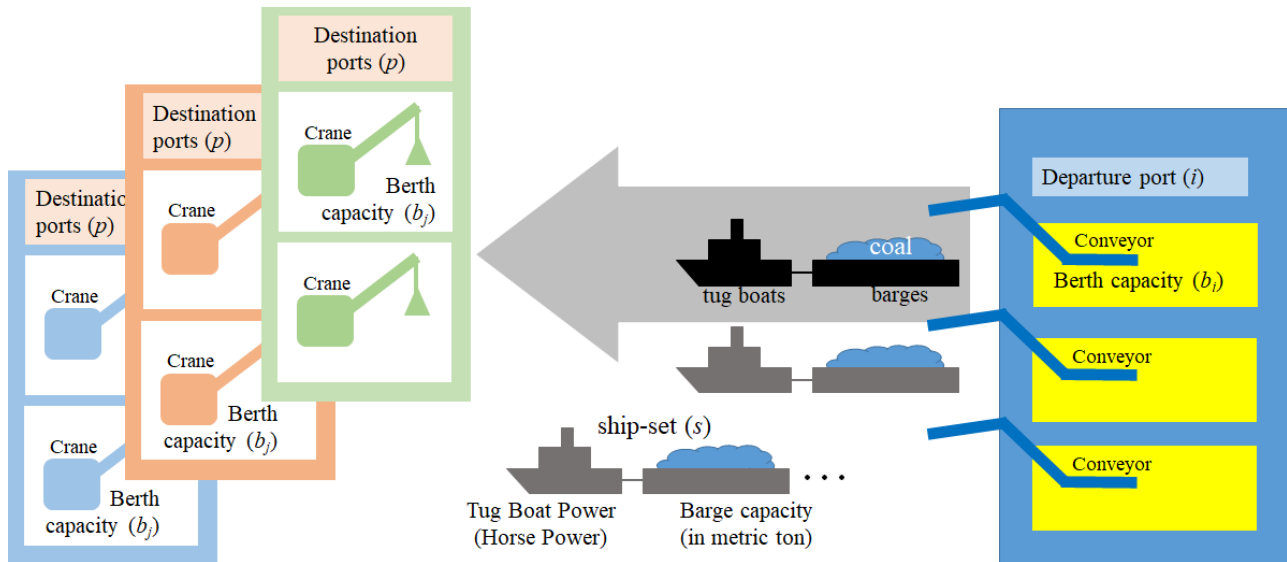 Destination
ports (p)
Crane
Berth
capacity (bj)
Crane
Destination
ports (p)
Crane
Crane
Berth
capacity (bj)
Destinatio
ports (p)
Crane
Crane
Berth
capacity (bj)
coal
tug boats
barges
ship-set (s)
...
Tug Boat Power
(Horse Power)
Barge capacity
(in metric ton)
Departure port (i)
Conveyor
Berth capacity (bi)
Conveyor
Conveyor